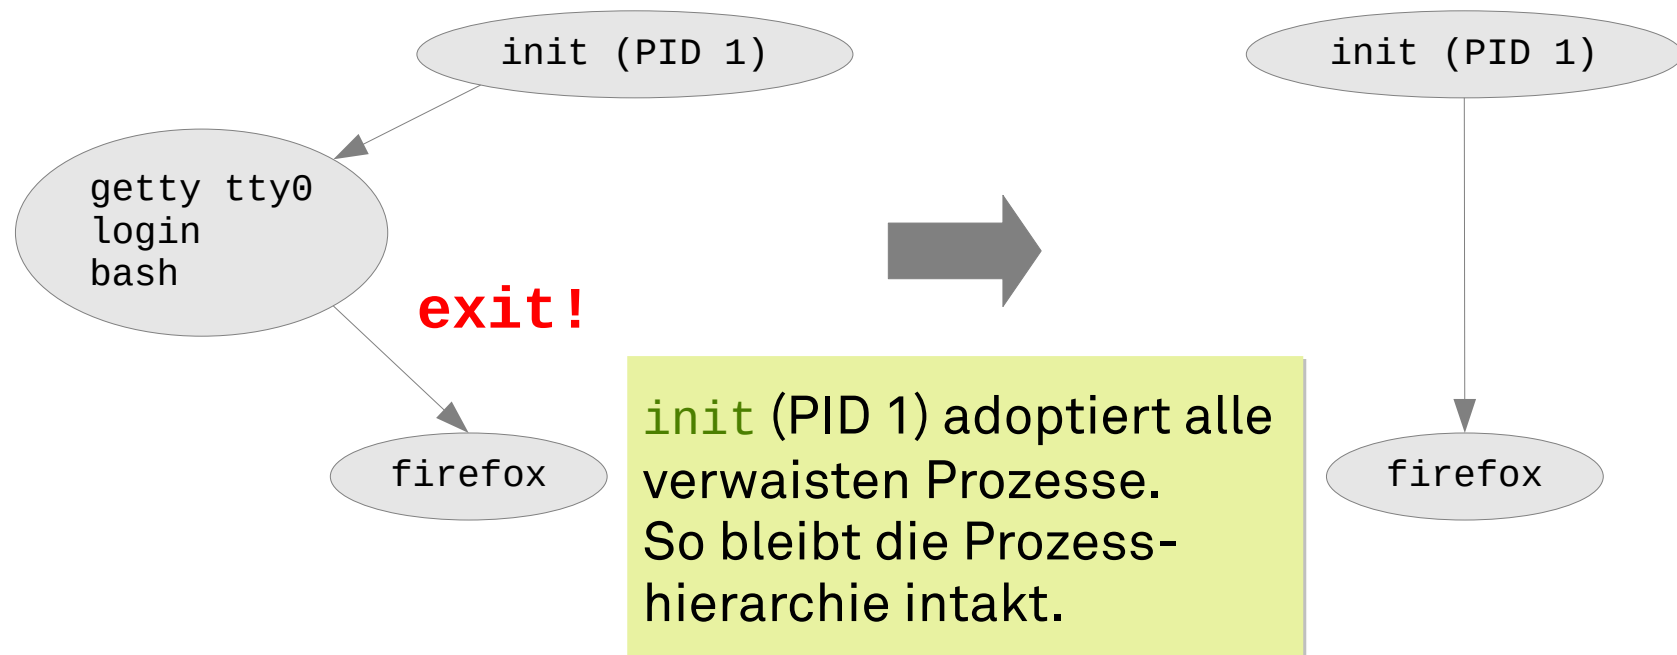 init (PID 1)
getty tty0
login
bash
exit!
firefox
init (PID 1) adoptiert alle
verwaisten Prozesse.
So bleibt die Prozess-
hierarchie intakt.
init (PID 1)
firefox